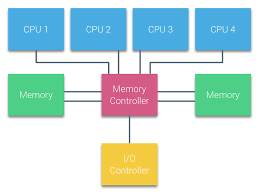 CPU 1
CPU 2
CPU 3
CPU 4
Memory
Memory
Controller
Memory
I/O
Controller